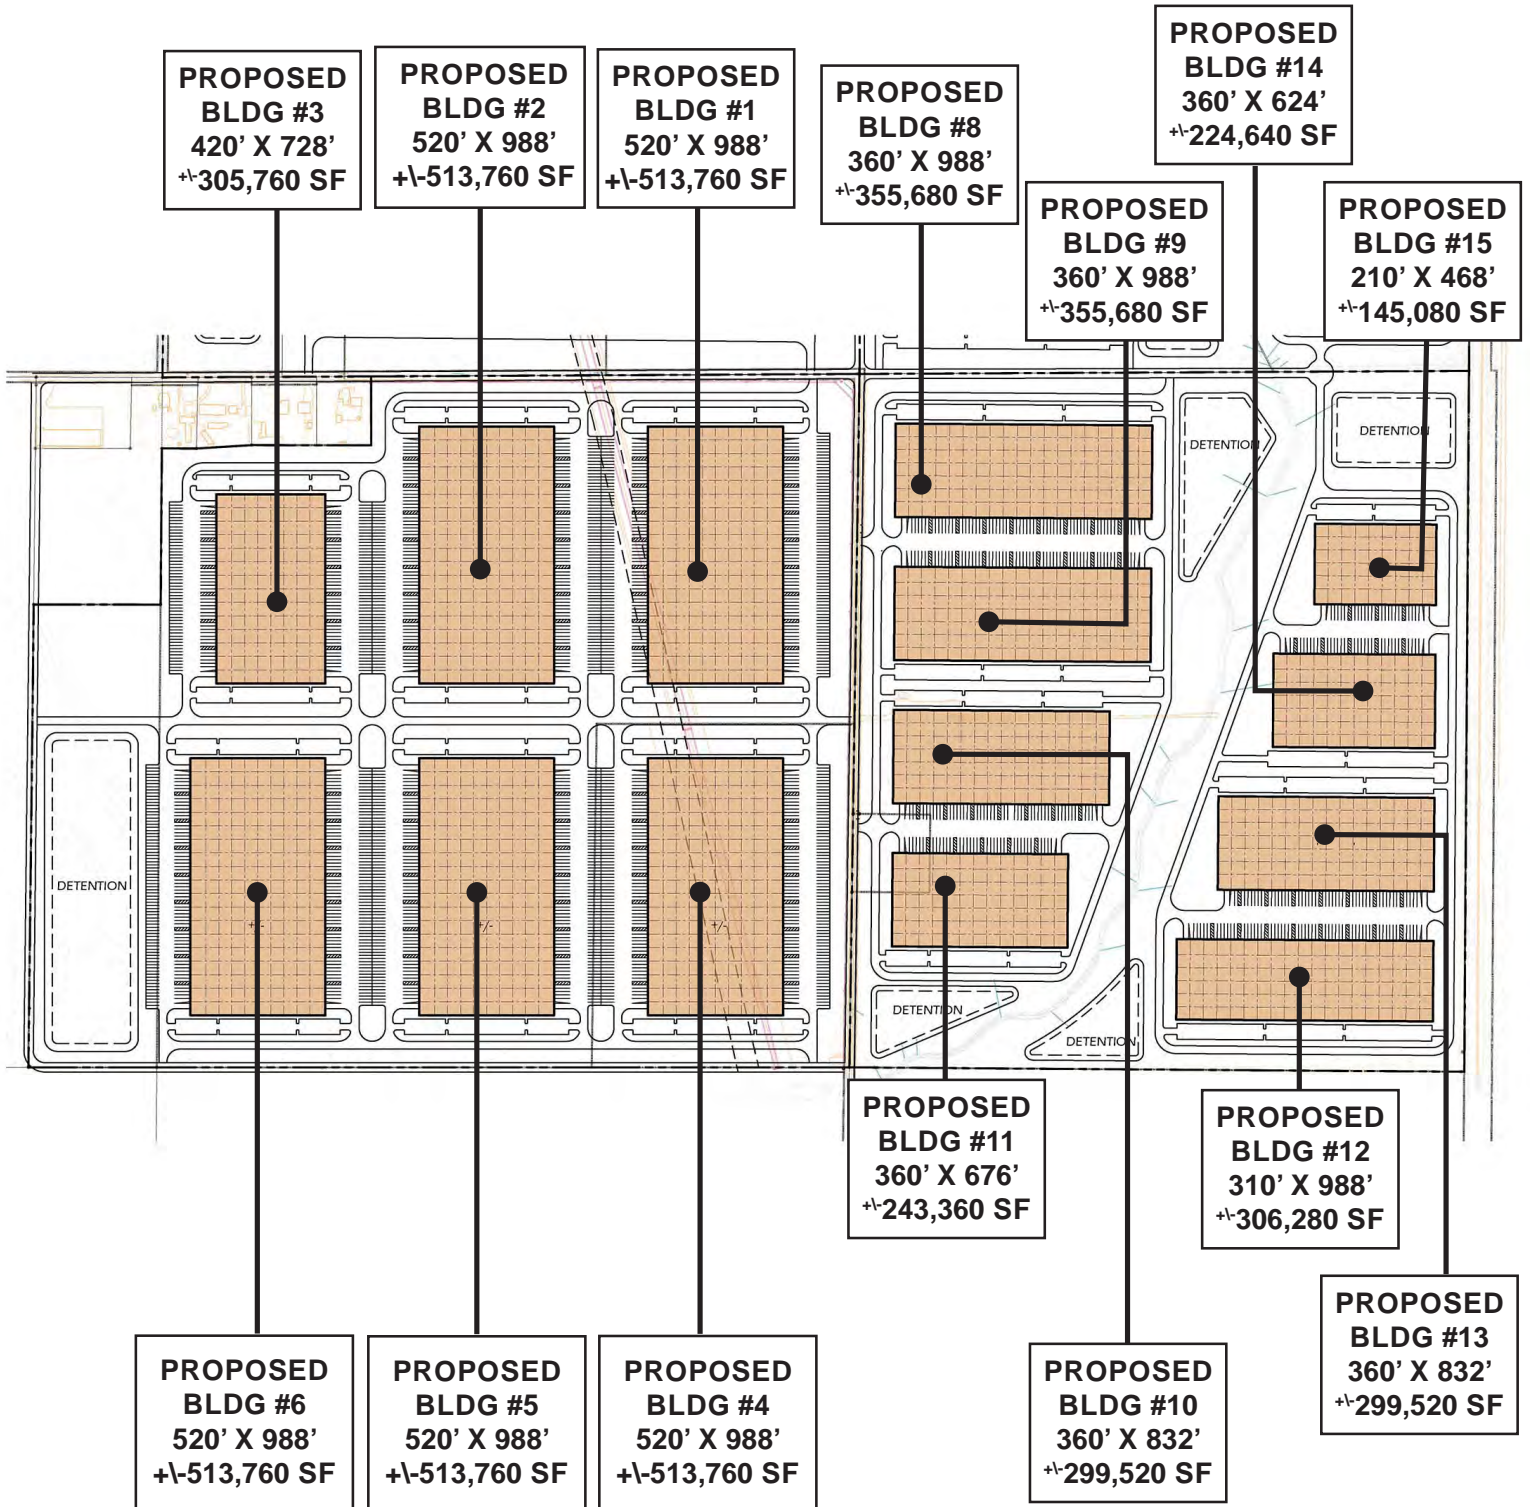 PROPOSED
BLDG #3
420’ X 728’
+\-305,760 SF
PROPOSED
BLDG #2
520’ X 988’
+\-513,760 SF
PROPOSED
BLDG #1
520’ X 988’
+\-513,760 SF
PROPOSED
BLDG #8
360’ X 988’
+\-355,680 SF
PROPOSED
BLDG #14
360’ X 624’
+\-224,640 SF
PROPOSED
BLDG #9
360’ X 988’
+\-355,680 SF
PROPOSED
BLDG #15
210’ X 468’
+\-145,080 SF
DETENTION
DETENTION
DETENTION
+/-
+/-
+/-
DETENTION
DETENTION
PROPOSED
BLDG #11
360’ X 676’
+\-243,360 SF
PROPOSED
BLDG #12
310’ X 988’
+\-306,280 SF
PROPOSED
BLDG #6
520’ X 988’
+\-513,760 SF
PROPOSED
BLDG #5
520’ X 988’
+\-513,760 SF
PROPOSED
BLDG #4
520’ X 988’
+\-513,760 SF
PROPOSED
BLDG #10
360’ X 832’
+\-299,520 SF
PROPOSED
BLDG #13
360’ X 832’
+\-299,520 SF